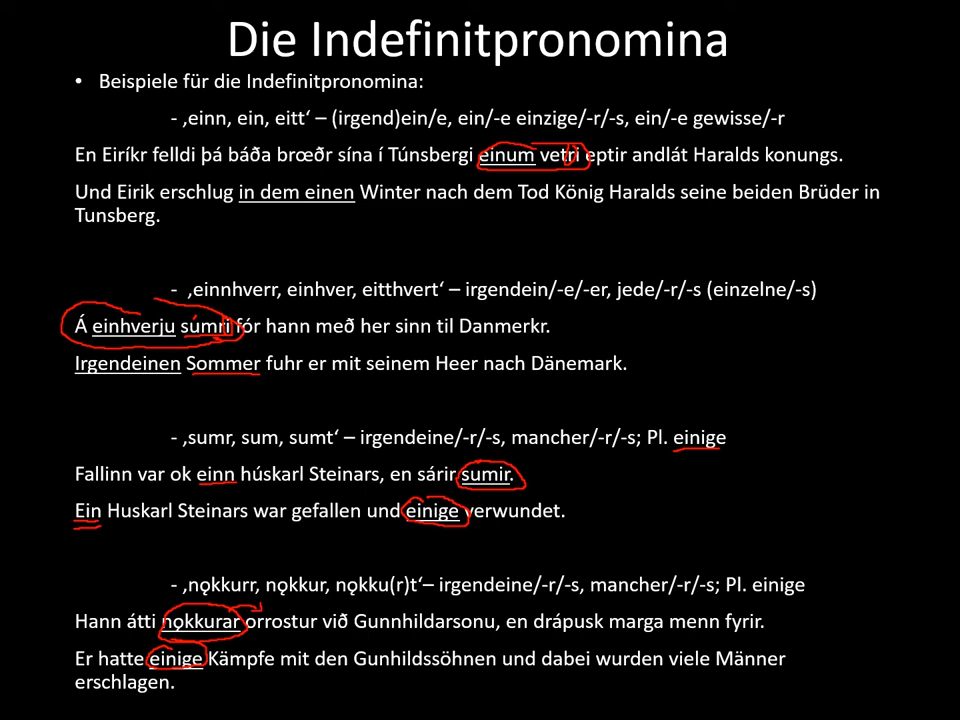 Die Indefinitpronomina
• Beispiele für die Indefinitpronomina:
- ‚einn, ein, eitt‘ – (irgend)ein/e, ein/-e einzige/-r/-s, ein/-e gewisse/-r
En Eiríkr felldi þá báða brœðr sína í Túnsbergi einum vetri eptir andlát Haralds konungs.
Und Eirik erschlug in dem einen Winter nach dem Tod König Haralds seine beiden Brüder in
Tunsberg.
- ‚einnhverr, einhver, eitthvert‘ – irgendein/-e/-er, jede/-r/-s (einzelne/-s)
Á einhverju sumri fór hann með her sinn til Danmerkr.
Irgendeinen Sommer fuhr er mit seinem Heer nach Dänemark.
- ‚sumr, sum, sumt‘ – irgendeine/-r/-s, mancher/-r/-s; Pl. einige
Fallinn var ok einn húskarl Steinars, en sárir sumir.
Ein Huskarl Steinars war gefallen und einige verwundet.
- ‚nǫkkurr, nǫkkur, nǫkku(r)t‘– irgendeine/-r/-s, mancher/-r/-s; Pl. einige
Hann átti nǫkkurar orrostur við Gunnhildarsonu, en drápusk marga menn fyrir.
Er hatte einige Kämpfe mit den Gunhildssöhnen und dabei wurden viele Männer
erschlagen.